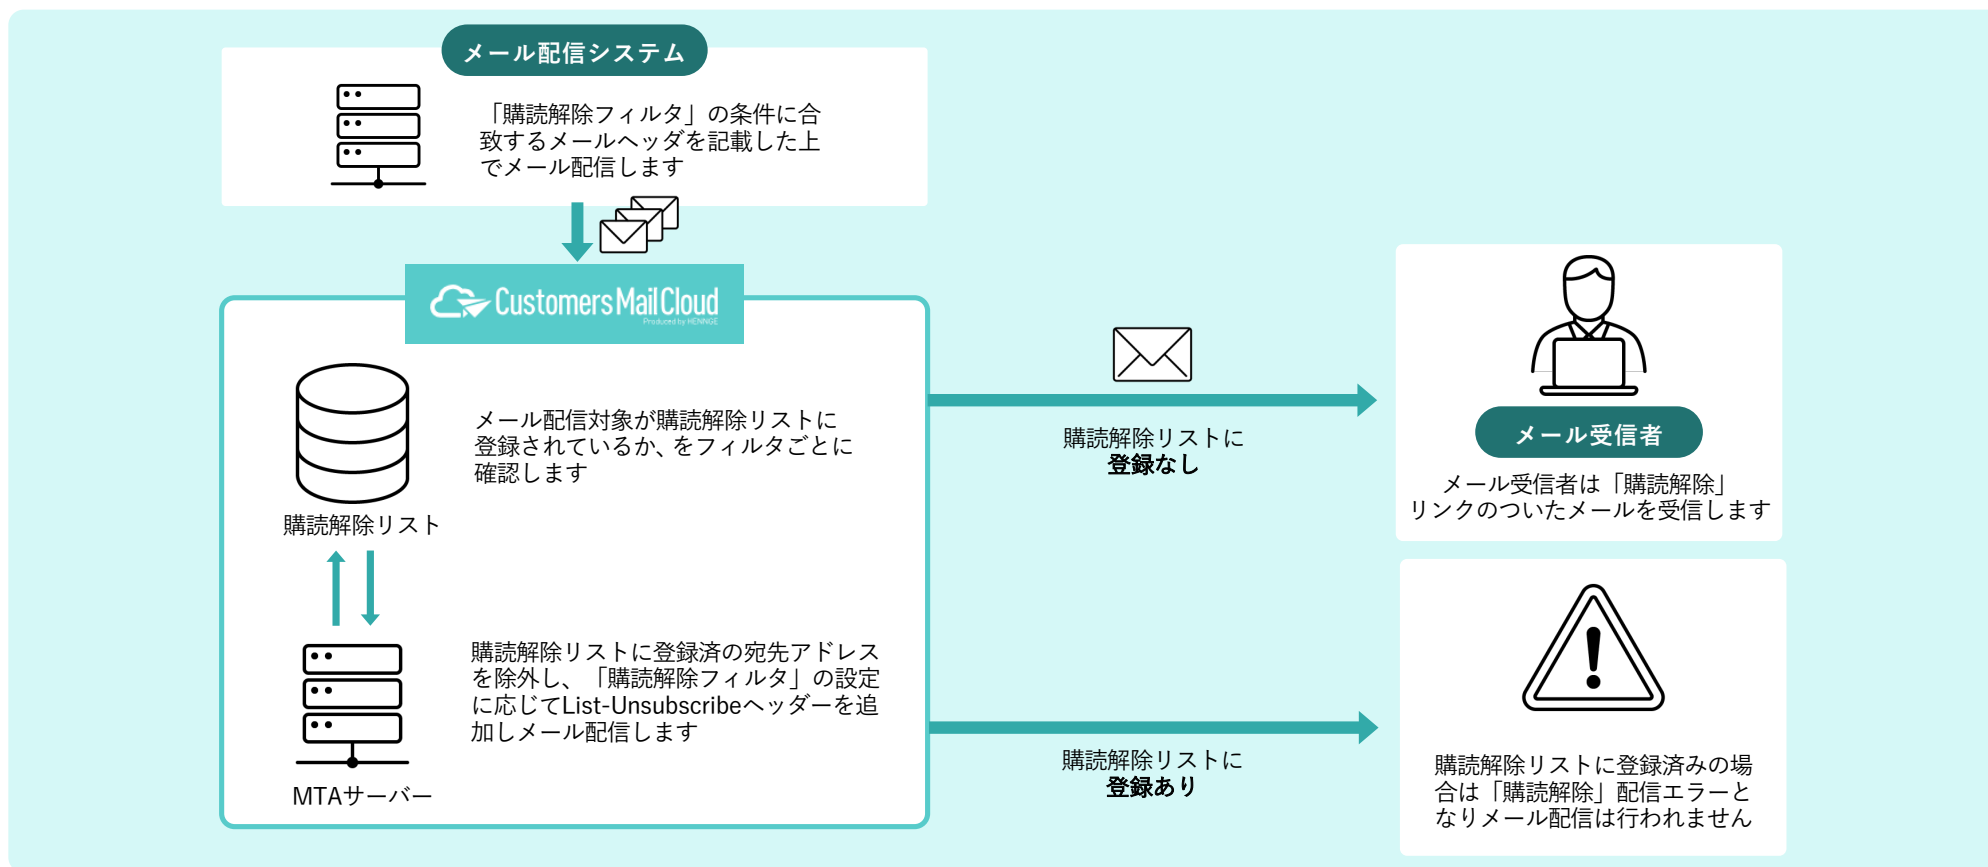 メール配信システム
「購読解除フィルタ」の条件に合
致するメールヘッダを記載した上
でメール配信します
CustomersMailCloud
Produced by HENNGE
メール配信対象が購読解除リストに
登録されているか、をフィルタごとに
確認します
購読解除リスト
購読解除リストに登録済の宛先アドレス
を除外し、「購読解除フィルタ」の設定
に応じてList-Unsubscribeヘッダーを追
加しメール配信します
MTAサーバー
購読解除リストに
登録なし
メール受信者
メール受信者は「購読解除」
リンクのついたメールを受信します
購読解除リストに
登録あり
購読解除リストに登録済みの場
合は「購読解除」配信エラーと
なりメール配信は行われません